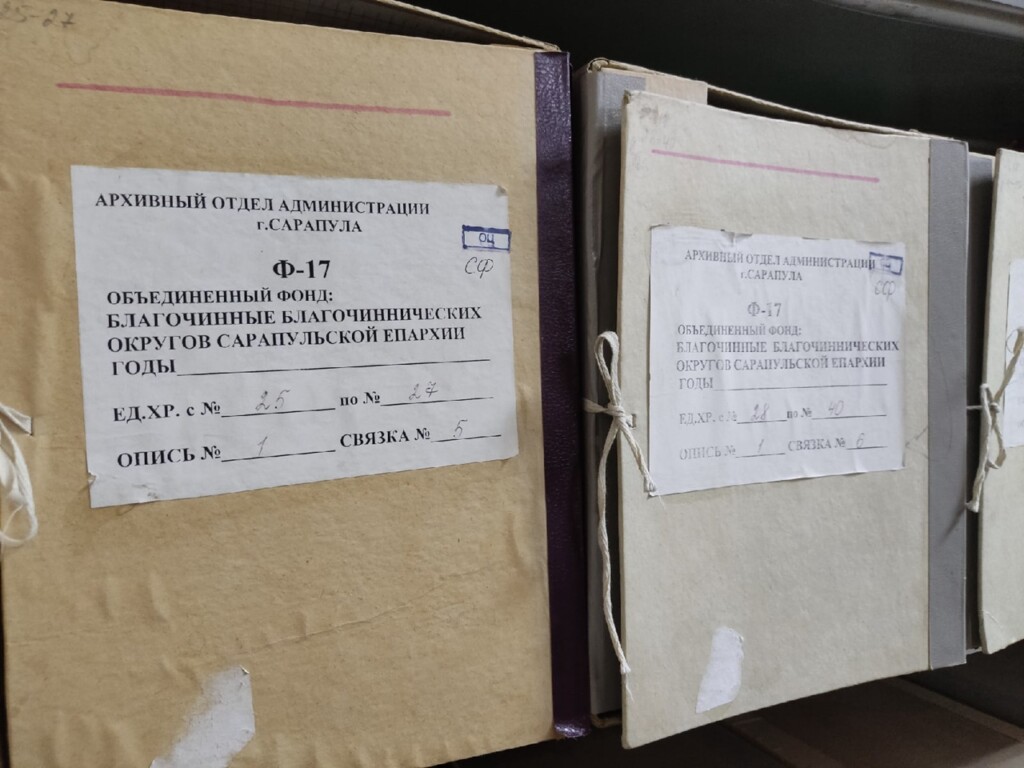 25-27
АРХИВНЫЙ ОТДЕЛ АДМИНИСТРАЦИИ
г.САРАПУЛА
ОЦ
СФ
Ф-17
ОБЪЕДИНЕННЫЙ ФОНД:
БЛАГОЧИННЫЕ БЛАГОЧИННИЧЕСКИХ
ОКРУГОВ САРАПУЛЬСКОЙ ЕПАРХИИ
ГОДЫ
ЕД.ХР. с № 25 по № 27
ОПИСЬ № 1 СВЯЗКА № 5
АРХИВНЫЙ ОТДЕЛ АДМИНИСТРАЦИИ
г.САРАПУЛА
СФ
Ф-17
ОБЪЕДИНЕННЫЙ ФОНД:
БЛАГОЧИННЫЕ БЛАГОЧИННИЧЕСКИХ
ОКРУГОВ САРАПУЛЬСКОЙ ЕПАРХИИ
ГОДЫ
ЕД.ХР. с № 28 по № 40
ОПИСЬ № 1 СВЯЗКА № 6